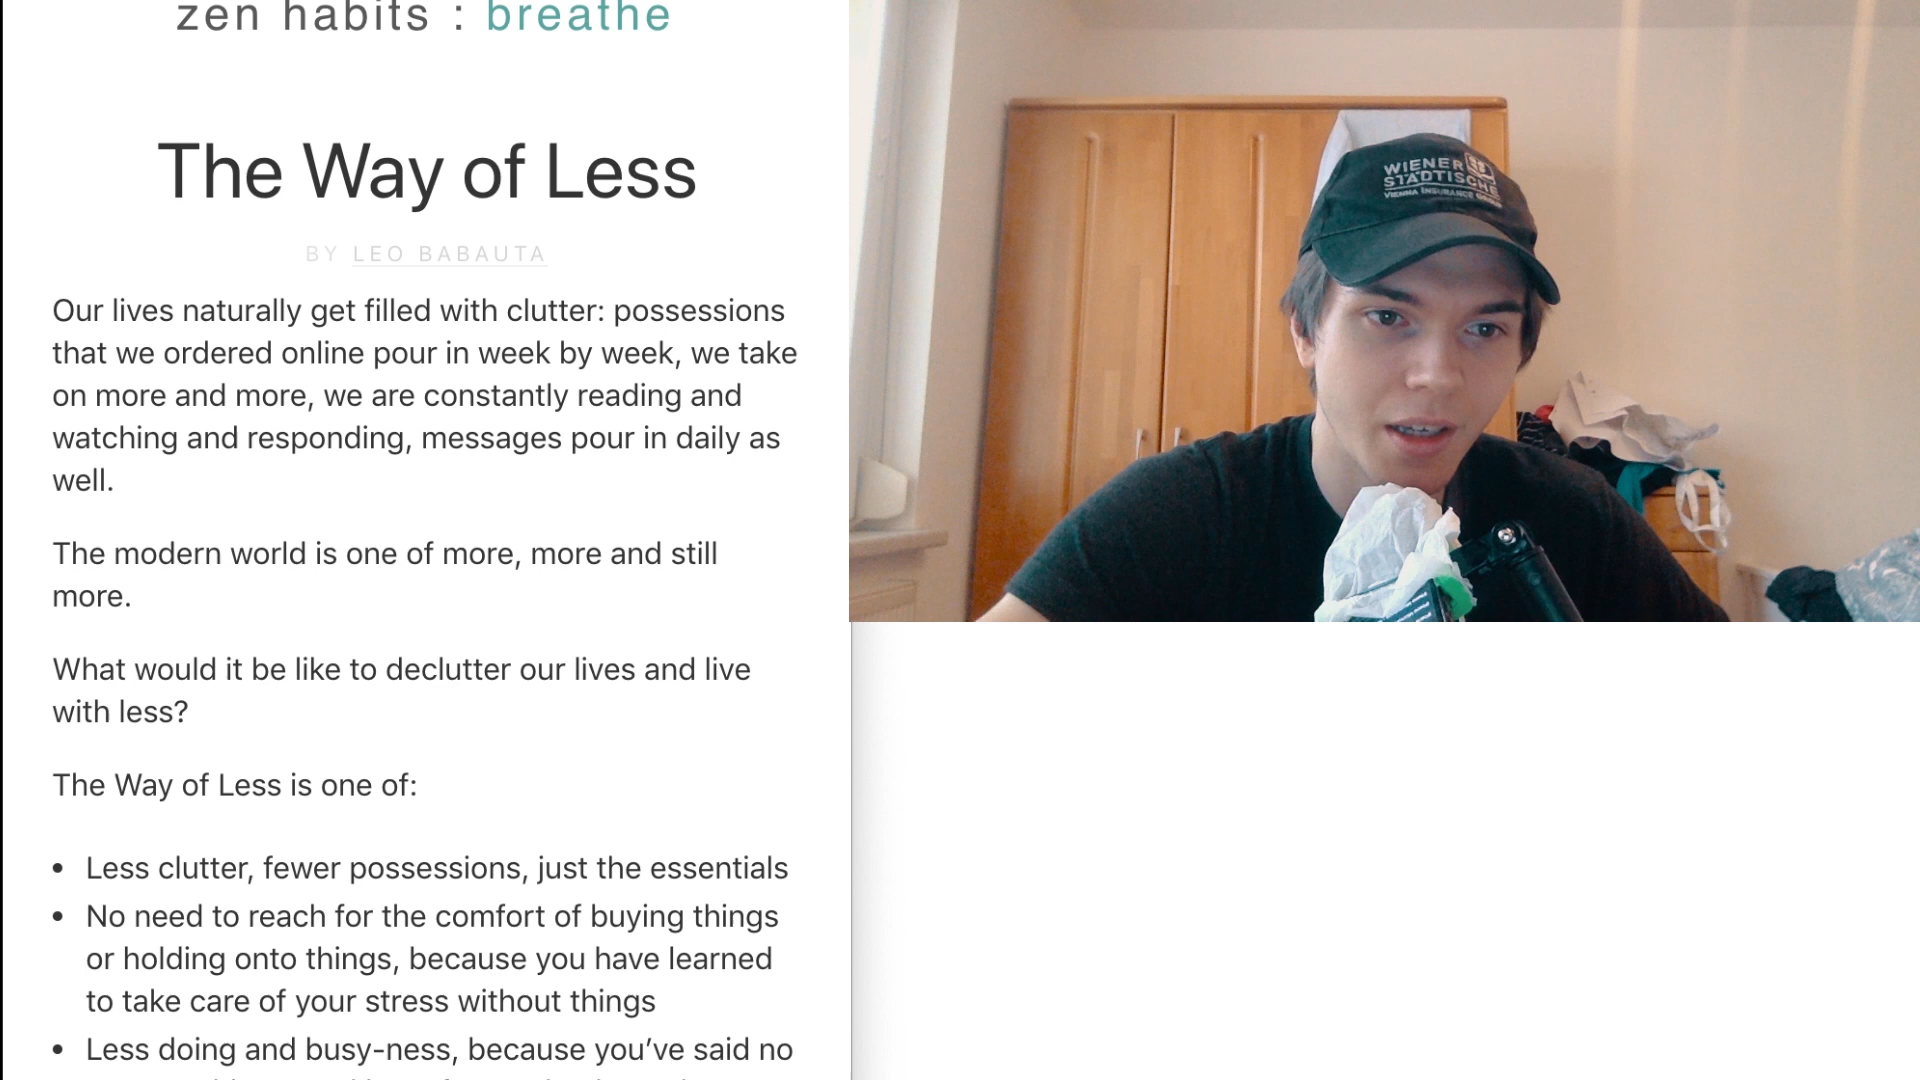 zen habits : breathe
The Way of Less
BY LEO BABAUTA
Our lives naturally get filled with clutter: possessions
that we ordered online pour in week by week, we take
on more and more, we are constantly reading and
watching and responding, messages pour in daily as
well.
The modern world is one of more, more and still
more.
What would it be like to declutter our lives and live
with less?
The Way of Less is one of:
• Less clutter, fewer possessions, just the essentials
• No need to reach for the comfort of buying things
or holding onto things, because you have learned
to take care of your stress without things
• Less doing and busy-ness, because you’ve said no
WIENER
STÄDTISCHE
VIENNA INSURANCE GROUP